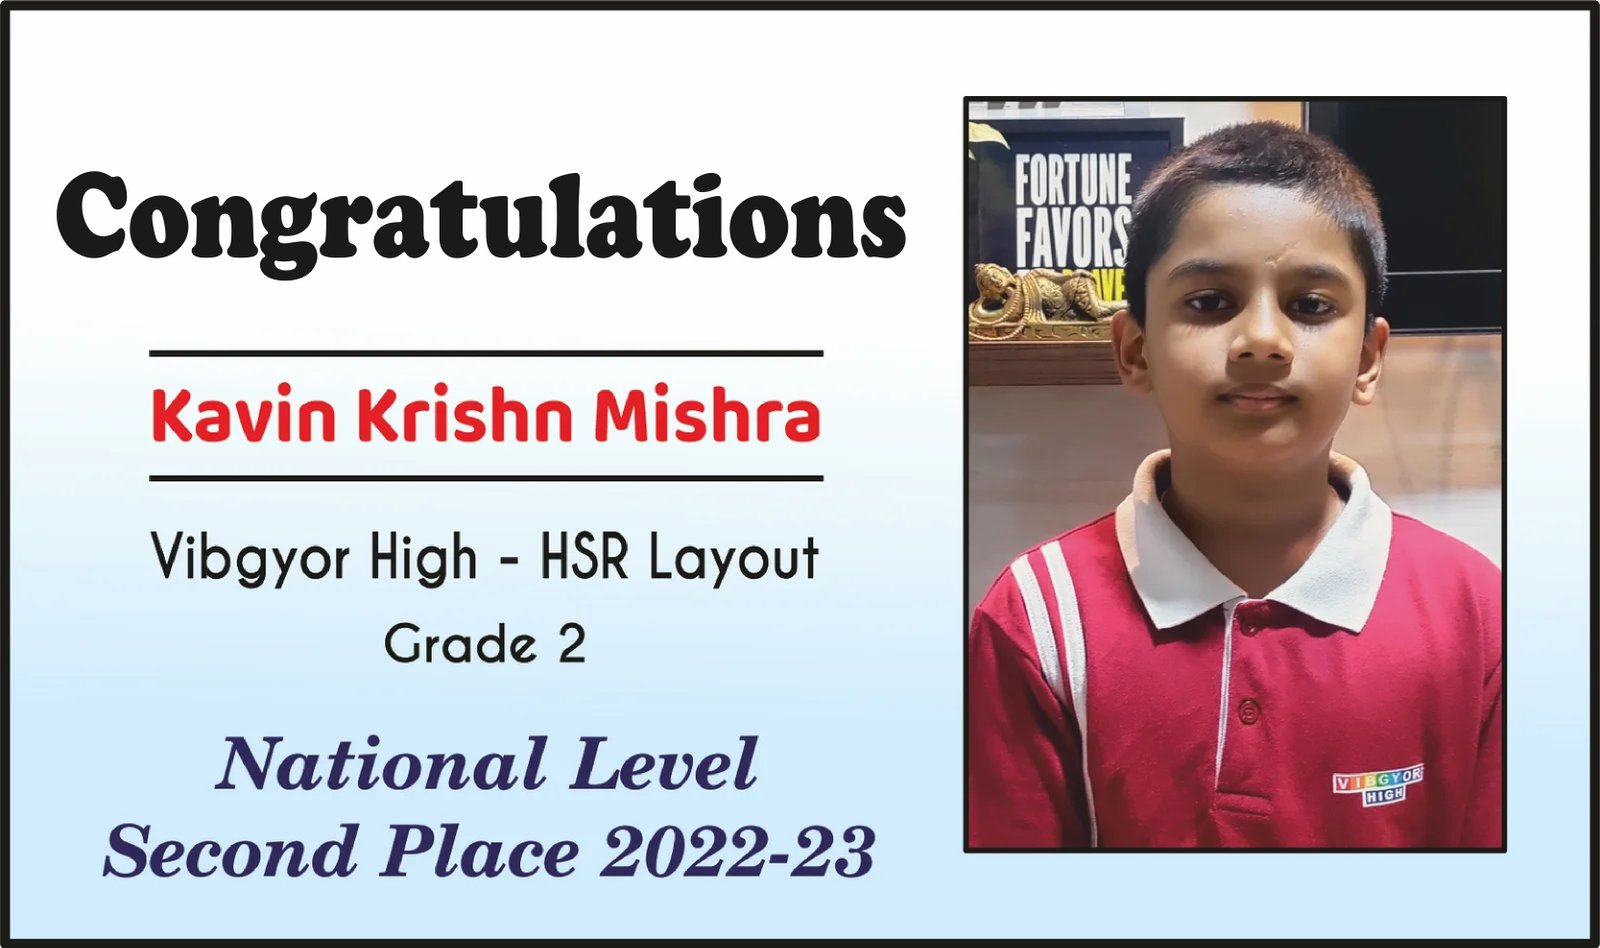 Congratulations
Kavin Krishn Mishra
Vibgyor High - HSR Layout
Grade 2
National Level
Second Place 2022-23
FORTUNE
FAVORS
VIBGYOR
HIGH